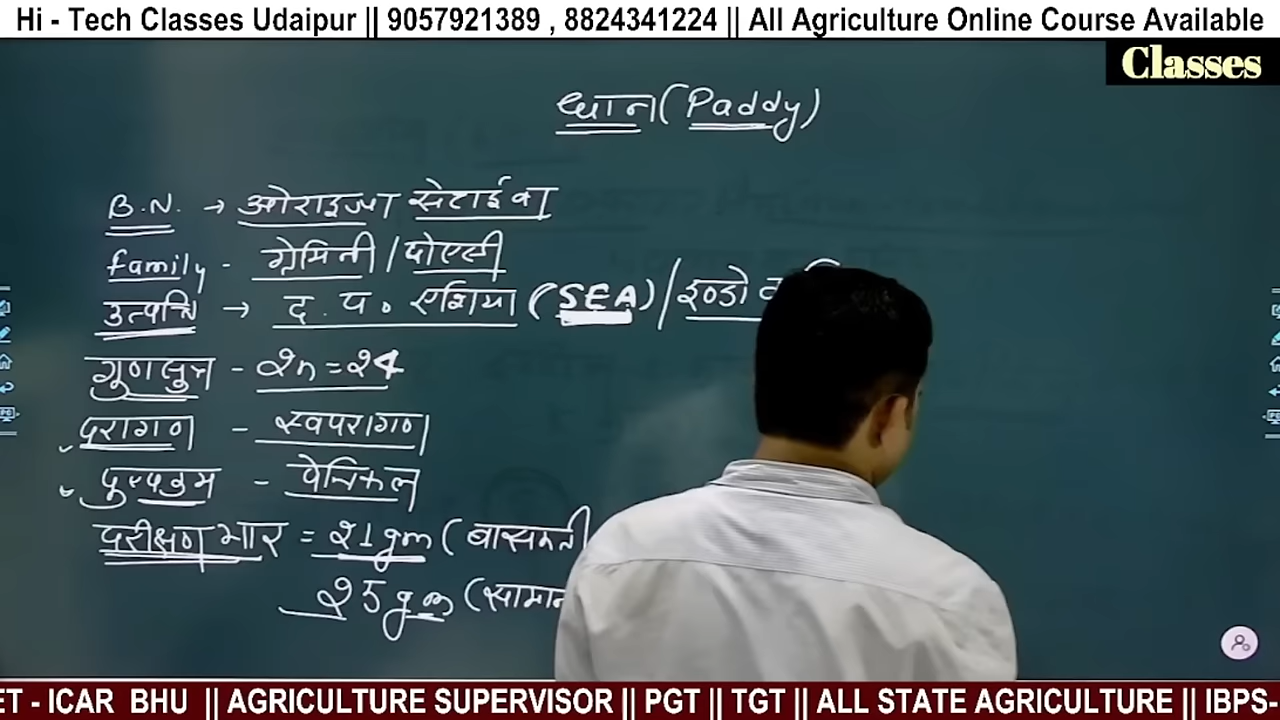 Hi - Tech Classes Udaipur || 9057921389 , 8824341224 || All Agriculture Online Course Available
Classes
धान (Paddy)
B.N. → ओराइजा सेटाईवा
family - ग्रेमिनी / पोएसी
उत्पत्ति → द. प. एशिया (SEA) / इण्डो
गुणसुत्र - 2n = 24
परागण - स्वपरागण
पुष्पक्रम - पेनिकल
परीक्षण भार = 21 gm ( बासमती
25 gm (सामान
ET - ICAR BHU || AGRICULTURE SUPERVISOR || PGT || TGT || ALL STATE AGRICULTURE || IBPS-